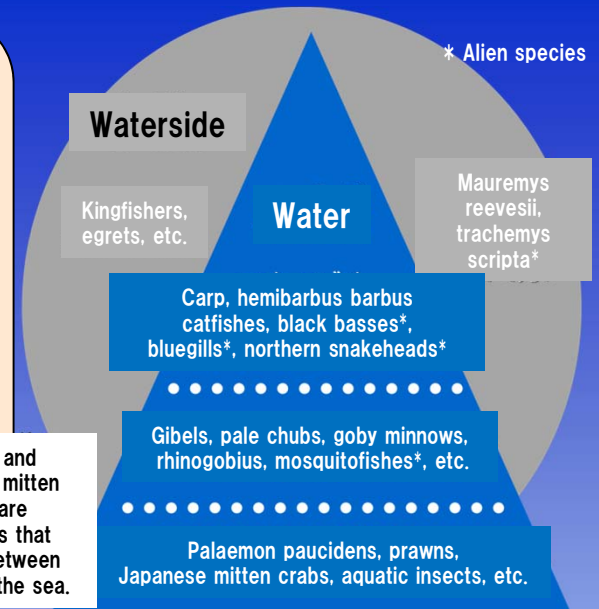 * Alien species
Waterside
Kingfishers,
egrets, etc.
Water
Mauremys
reevesii,
trachemys
scripta*
Carp, hemibarbus barbus
catfishes, black basses*,
bluegills*, northern snakeheads*
Gibels, pale chubs, goby minnows,
rhinogobius, mosquitofishes*, etc.
and
mitten
are
s that
etween
the sea.
Palaemon paucidens, prawns,
Japanese mitten crabs, aquatic insects, etc.